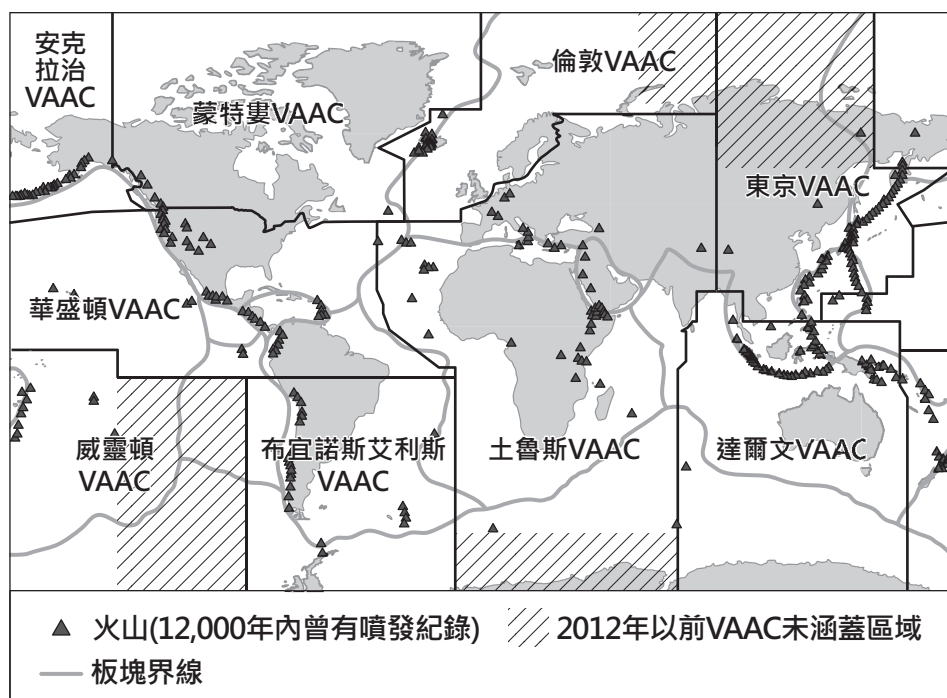 安克
拉治
VAAC
倫敦VAAC
蒙特婁VAAC
東京VAAC
華盛頓VAAC
威靈頓
VAAC
布宜諾斯艾利斯
VAAC
土魯斯VAAC
達爾文VAAC
火山(12,000年內曾有噴發紀錄)
2012年以前VAAC未涵蓋區域
板塊界線